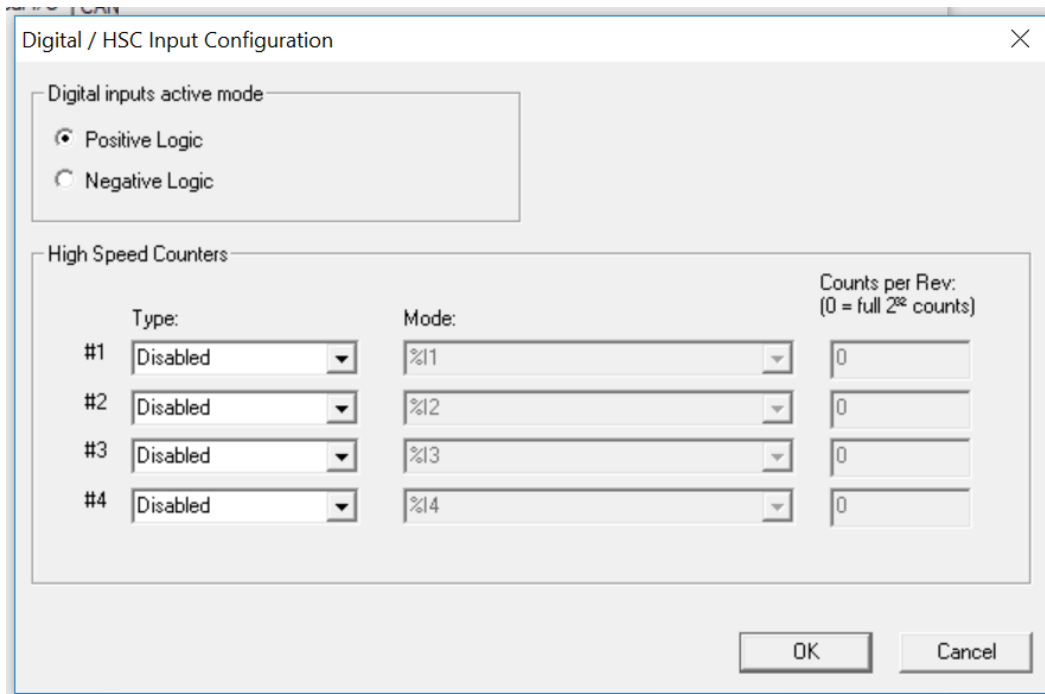 CAN
Digital / HSC Input Configuration
Digital inputs active mode
Positive Logic
Negative Logic
High Speed Counters
Counts per Rev:
(0 = full 2³² counts)
Type: Mode:
#1 Disabled %I1 0
#2 Disabled %I2 0
#3 Disabled %I3 0
#4 Disabled %I4 0
OK Cancel